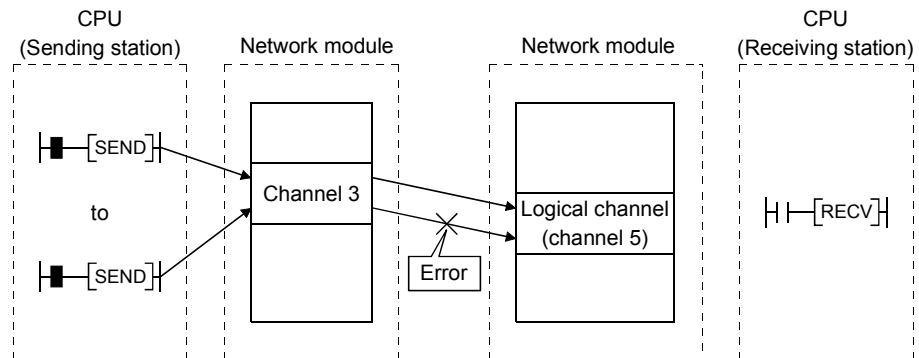 CPU
(Sending station)
Network module
Network module
CPU
(Receiving station)
SEND
to
SEND
Channel 3
Error
Logical channel
(channel 5)
RECV